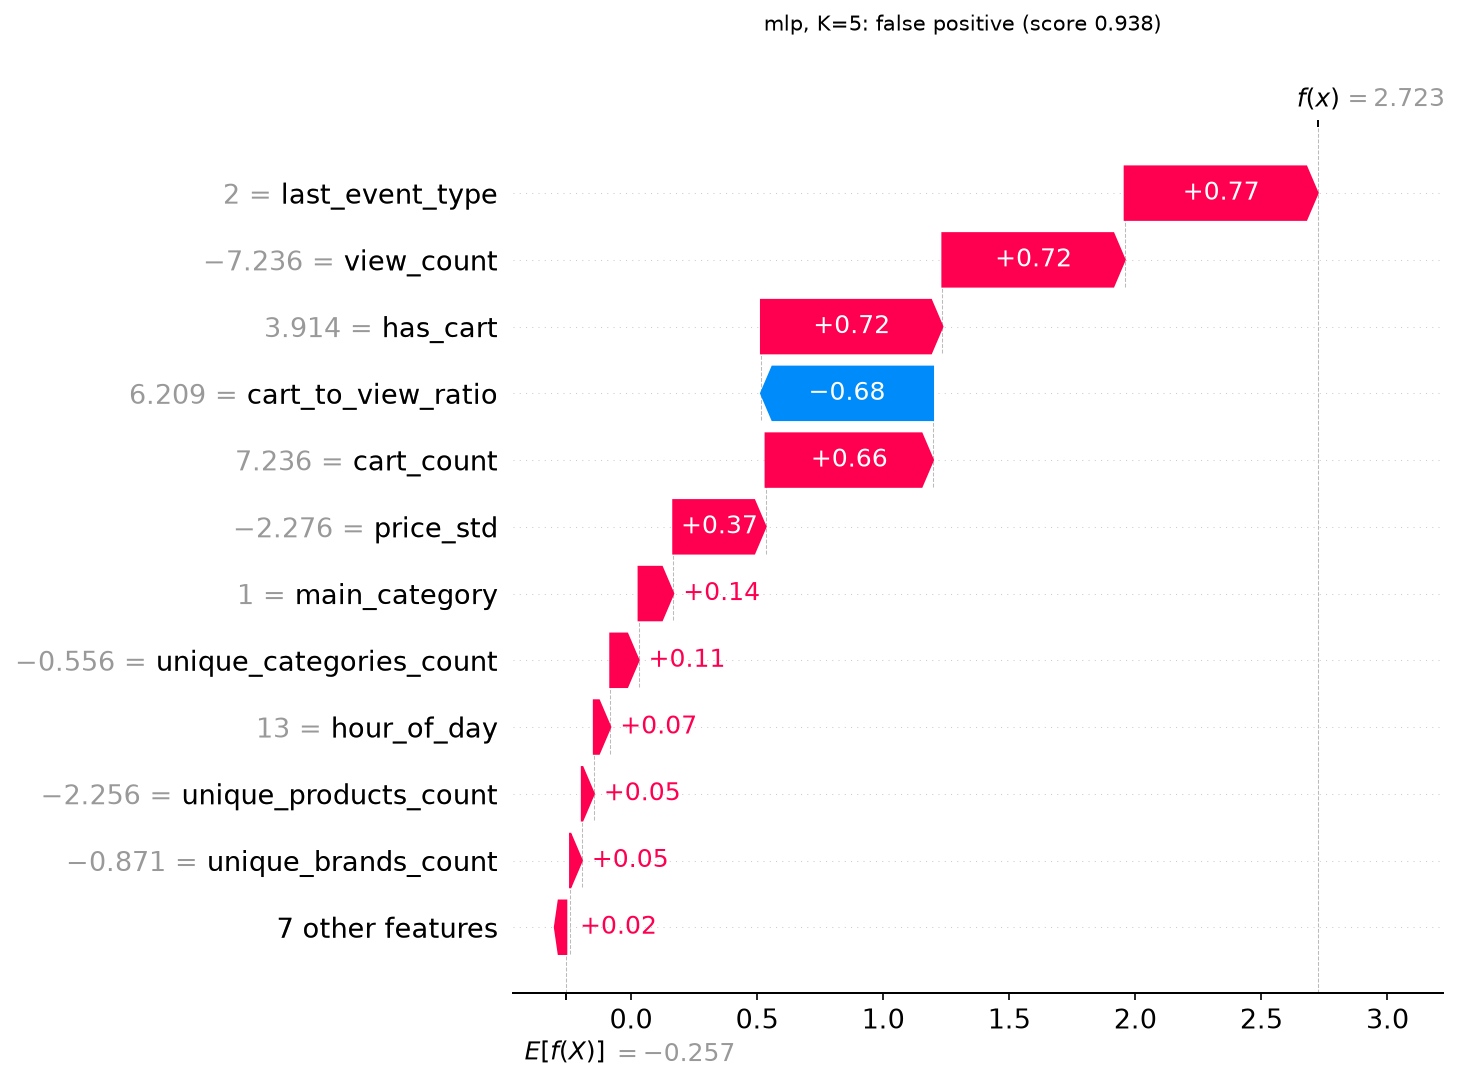 mlp, K=5: false positive (score 0.938)
f(x) = 2.723
2 = last_event_type +0.77
−7.236 = view_count +0.72
3.914 = has_cart +0.72
6.209 = cart_to_view_ratio −0.68
7.236 = cart_count +0.66
−2.276 = price_std +0.37
1 = main_category +0.14
−0.556 = unique_categories_count +0.11
13 = hour_of_day +0.07
−2.256 = unique_products_count +0.05
−0.871 = unique_brands_count +0.05
7 other features +0.02
0.0 0.5 1.0 1.5 2.0 2.5 3.0
E[f(X)] = −0.257